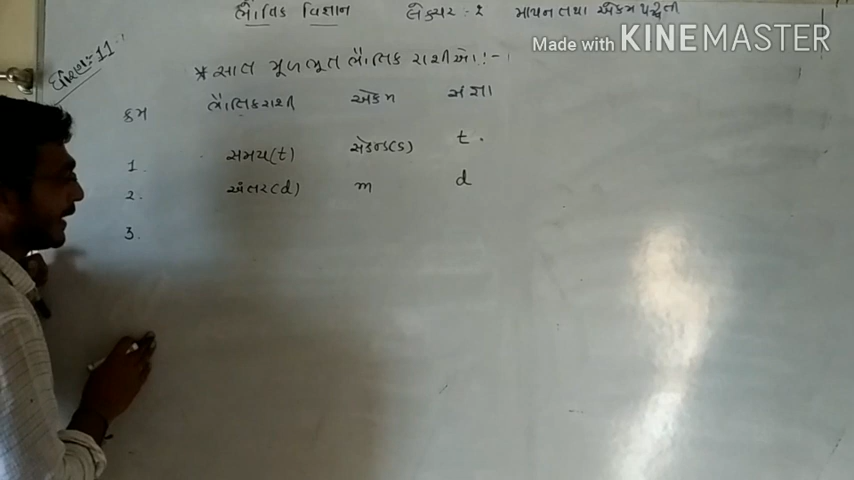 ભૌતિક વિજ્ઞાન લેક્ચર : ૨ માપન તથા એકમ પદ્ધતી
Made with KINEMASTER
ધોરણ:- 11
* સાત મૂળભૂત ભૌતિક રાશીઓ:-
ક્રમ ભૌતિકરાશી એકમ સંજ્ઞા
1. સમય(t) સેકન્ડ(s) t.
૨. અંતર(d) m d
3.